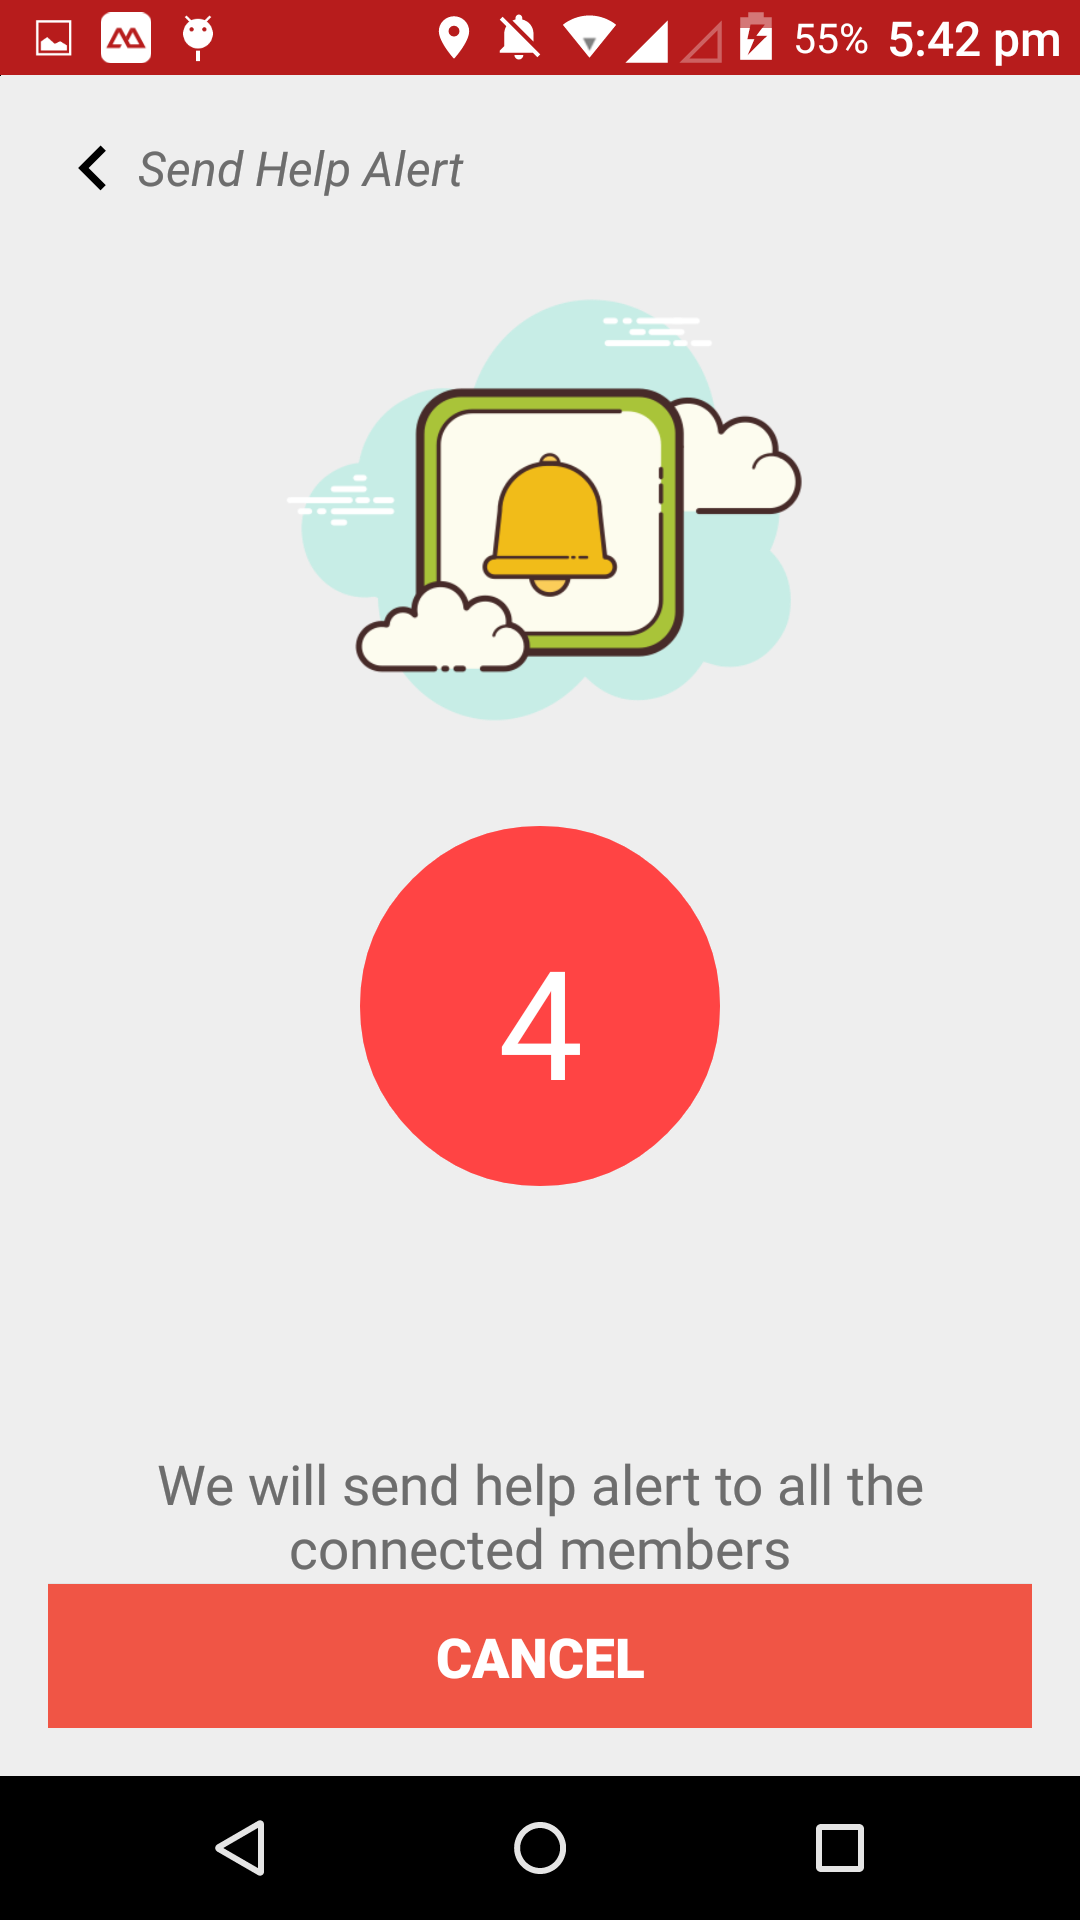 55% 5:42 pm
Send Help Alert
4
We will send help alert to all the
connected members
CANCEL